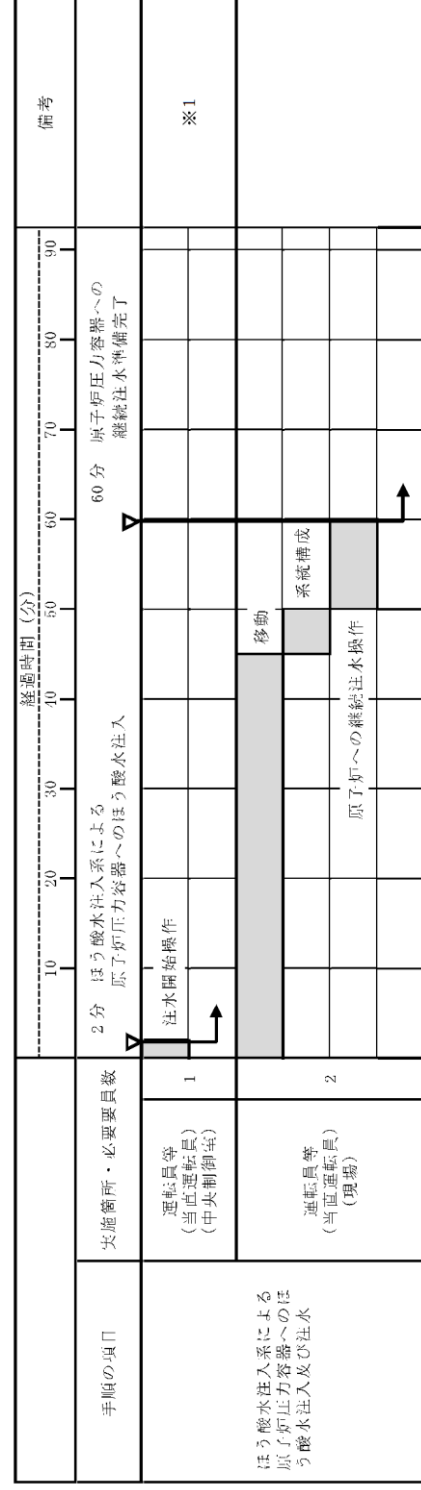 経過時間（分）
備考
10
20
30
40
50
60
70
80
90
手順の項目
実施箇所・必要要員数
2分 ほう酸水注入系による
原子炉圧力容器へのほう酸水注入
60分 原子炉圧力容器への
継続注水準備完了
ほう酸水注入系による
原子炉圧力容器へのほ
う酸水注入及び注水
運転員等
（当直運転員）
（中央制御室）
1
注水開始操作
※1
運転員等
（当直運転員）
（現場）
2
移動
系統構成
原子炉への継続注水操作